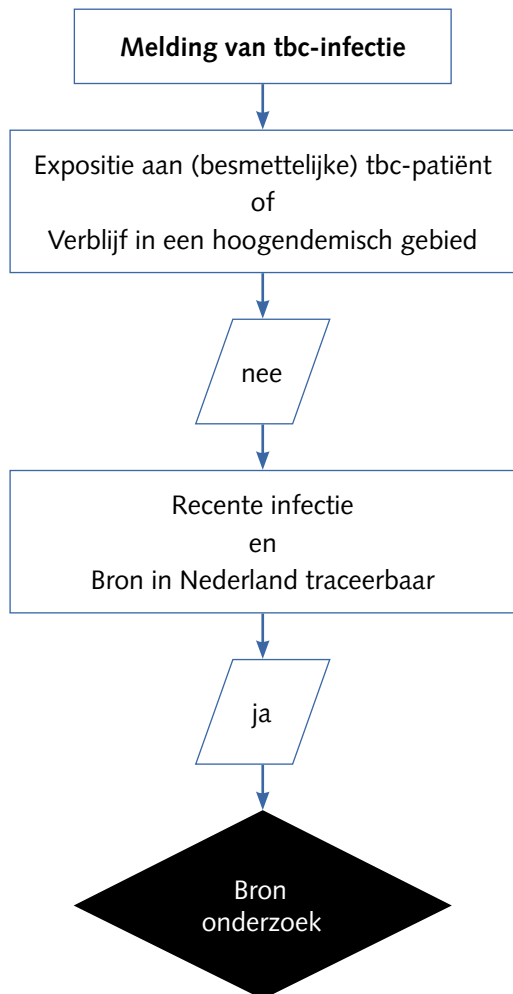 Melding van tbc-infectie
Expositie aan (besmettelijke) tbc-patiënt
of
Verblijf in een hoogendemisch gebied
nee
Recente infectie
en
Bron in Nederland traceerbaar
ja
Bron
onderzoek